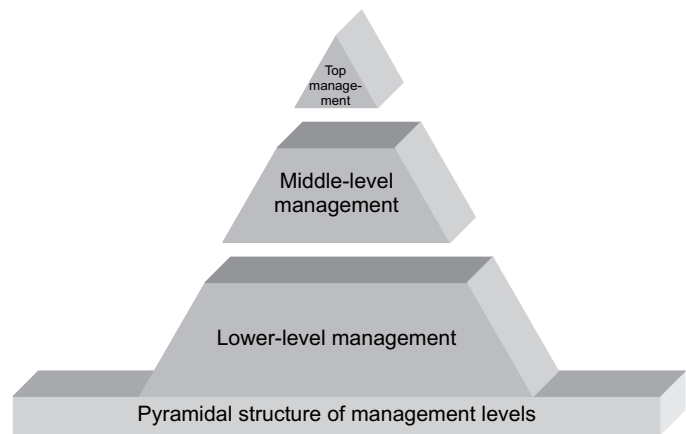 Top
manage-
ment
Middle-level
management
Lower-level management
Pyramidal structure of management levels